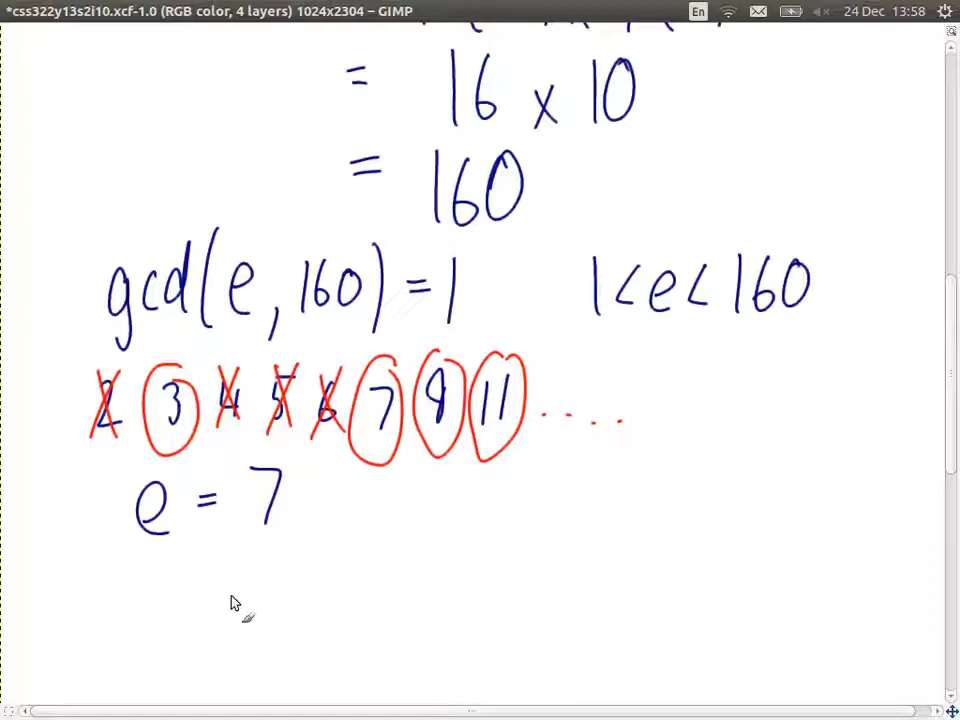 *css322y13s2i10.xcf-1.0 (RGB color, 4 layers) 1024x2304 – GIMP
En
24 Dec 13:58
= 16 x 10
= 160
gcd(e, 160) = 1 1 < e < 160
2 3 4 5 6 7 9 11 ....
e = 7